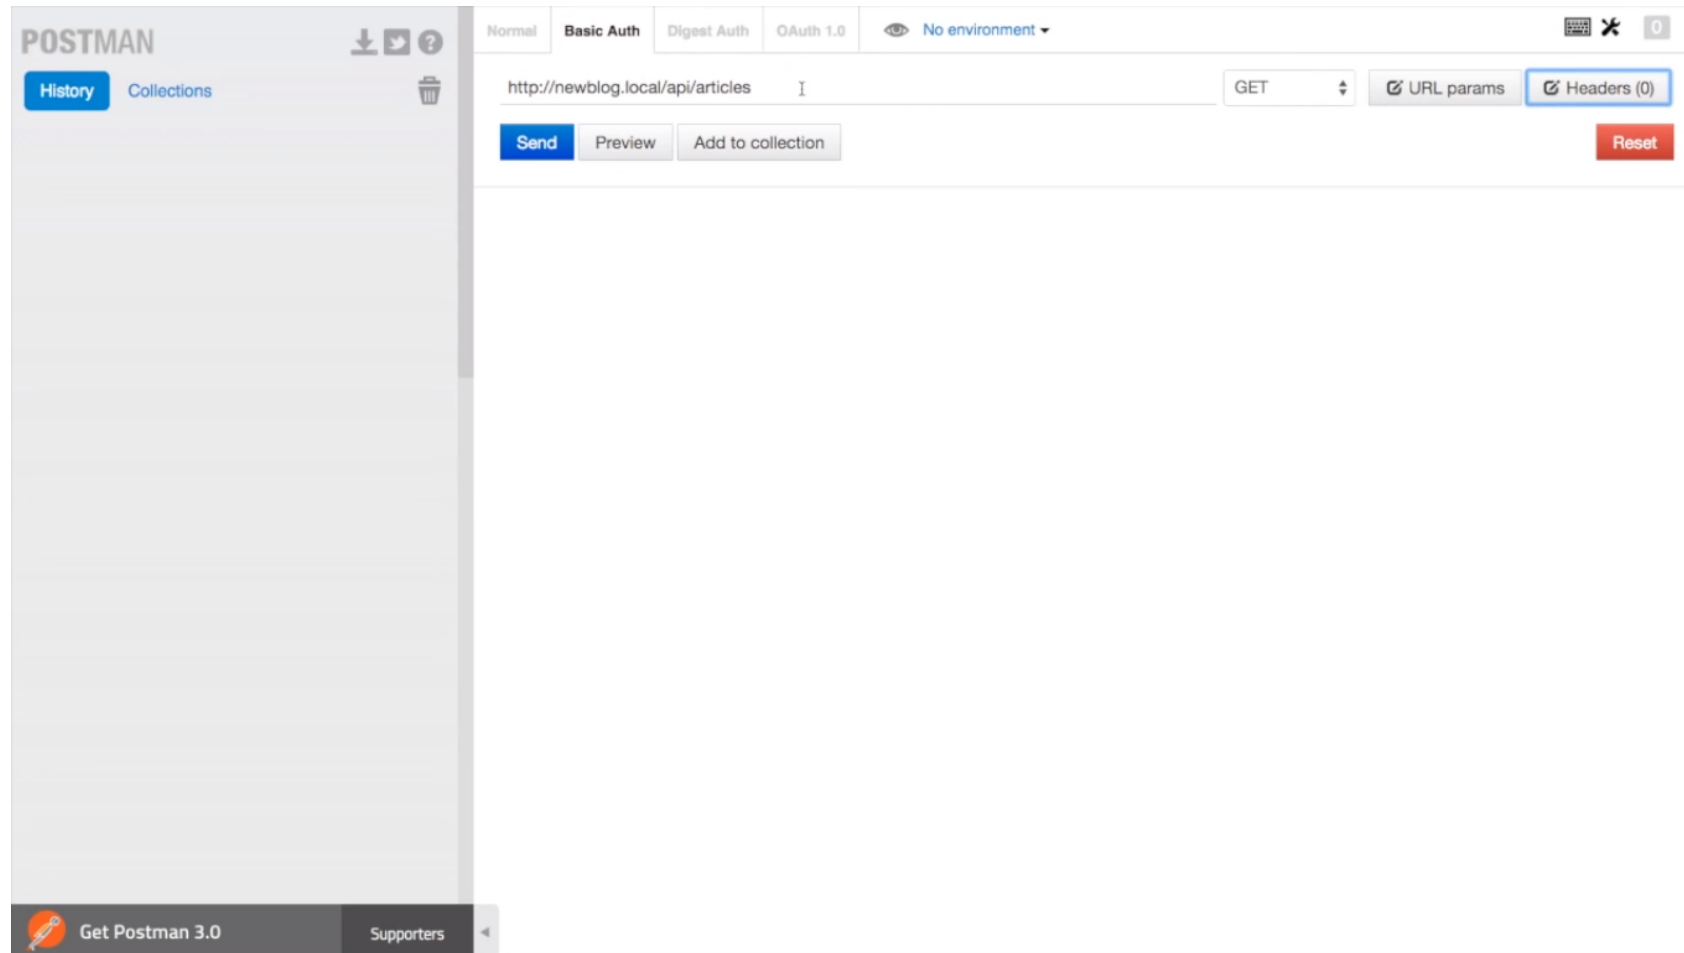 POSTMAN
History Collections
Normal Basic Auth Digest Auth OAuth 1.0 No environment 0
http://newblog.local/api/articles GET URL params Headers (0)
Send Preview Add to collection Reset
Get Postman 3.0 Supporters